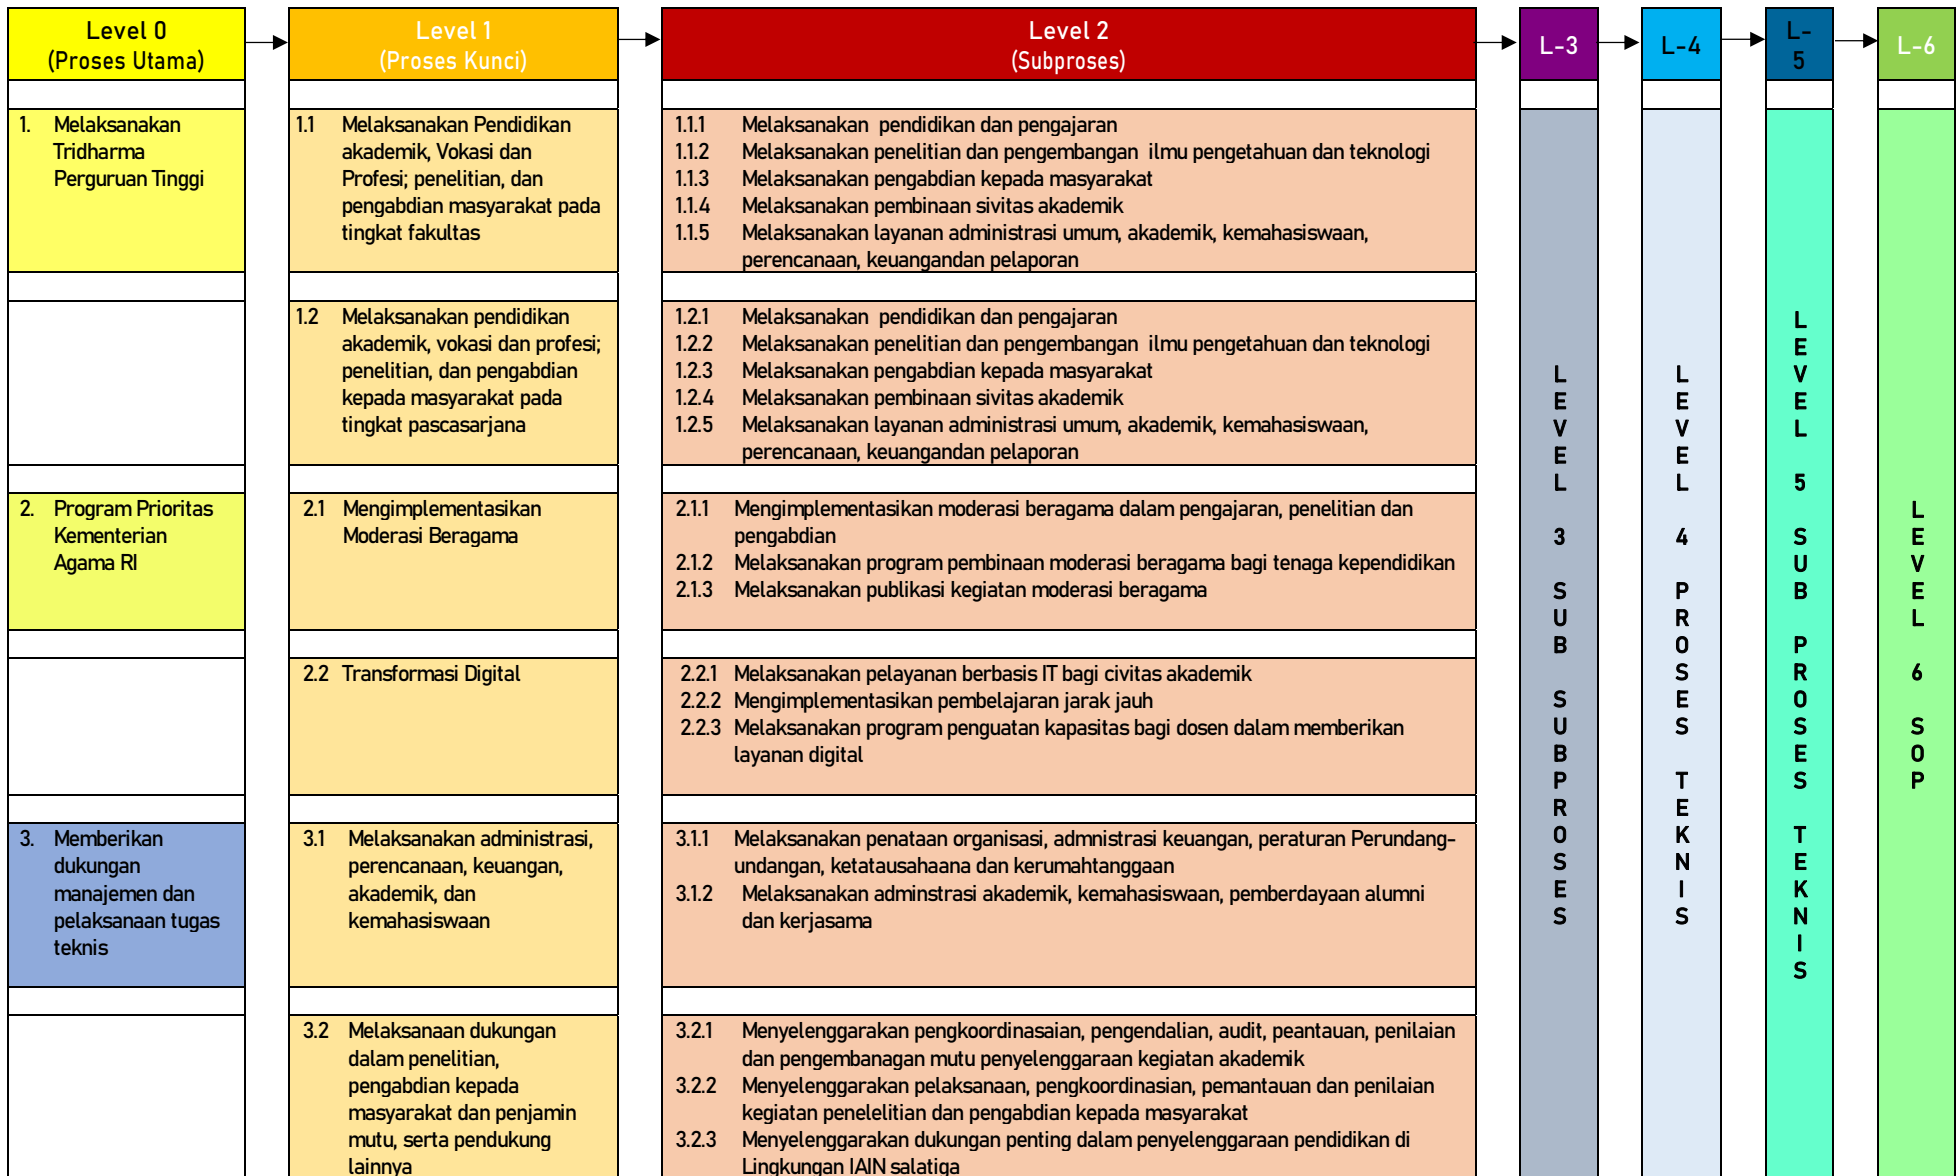 Level 0
(Proses Utama)
Level 1
(Proses Kunci)
Level 2
(Subproses)
L-3
L-4
L-
5
L-6
1. Melaksanakan
Tridharma
Perguruan Tinggi
1.1 Melaksanakan Pendidikan
akademik, Vokasi dan
Profesi; penelitian, dan
pengabdian masyarakat pada
tingkat fakultas
1.1.1 Melaksanakan pendidikan dan pengajaran
1.1.2 Melaksanakan penelitian dan pengembangan ilmu pengetahuan dan teknologi
1.1.3 Melaksanakan pengabdian kepada masyarakat
1.1.4 Melaksanakan pembinaan sivitas akademik
1.1.5 Melaksanakan layanan administrasi umum, akademik, kemahasiswaan,
perencanaan, keuangandan pelaporan
1.2 Melaksanakan pendidikan
akademik, vokasi dan profesi;
penelitian, dan pengabdian
kepada masyarakat pada
tingkat pascasarjana
1.2.1 Melaksanakan pendidikan dan pengajaran
1.2.2 Melaksanakan penelitian dan pengembangan ilmu pengetahuan dan teknologi
1.2.3 Melaksanakan pengabdian kepada masyarakat
1.2.4 Melaksanakan pembinaan sivitas akademik
1.2.5 Melaksanakan layanan administrasi umum, akademik, kemahasiswaan,
perencanaan, keuangandan pelaporan
2. Program Prioritas
Kementerian
Agama RI
2.1 Mengimplementasikan
Moderasi Beragama
2.1.1 Mengimplementasikan moderasi beragama dalam pengajaran, penelitian dan
pengabdian
2.1.2 Melaksanakan program pembinaan moderasi beragama bagi tenaga kependidikan
2.1.3 Melaksanakan publikasi kegiatan moderasi beragama
2.2 Transformasi Digital
2.2.1 Melaksanakan pelayanan berbasis IT bagi civitas akademik
2.2.2 Mengimplementasikan pembelajaran jarak jauh
2.2.3 Melaksanakan program penguatan kapasitas bagi dosen dalam memberikan
layanan digital
3. Memberikan
dukungan
manajemen dan
pelaksanaan tugas
teknis
3.1 Melaksanakan administrasi,
perencanaan, keuangan,
akademik, dan
kemahasiswaan
3.1.1 Melaksanakan penataan organisasi, admnistrasi keuangan, peraturan Perundang-
undangan, ketatausahaana dan kerumahtanggaan
3.1.2 Melaksanakan adminstrasi akademik, kemahasiswaan, pemberdayaan alumni
dan kerjasama
3.2 Melaksanaan dukungan
dalam penelitian,
pengabdian kepada
masyarakat dan penjamin
mutu, serta pendukung
lainnya
3.2.1 Menyelenggarakan pengkoordinasaian, pengendalian, audit, peantauan, penilaian
dan pengembanagan mutu penyelenggaraan kegiatan akademik
3.2.2 Menyelenggarakan pelaksanaan, pengkoordinasian, pemantauan dan penilaian
kegiatan penelelitian dan pengabdian kepada masyarakat
3.2.3 Menyelenggarakan dukungan penting dalam penyelenggaraan pendidikan di
Lingkungan IAIN salatiga
LEVEL 3 SUB SUBPROSES
LEVEL 4 PROSES TEKNIS
LEVEL 5 SUB PROSES TEKNIS
LEVEL 6 SOP